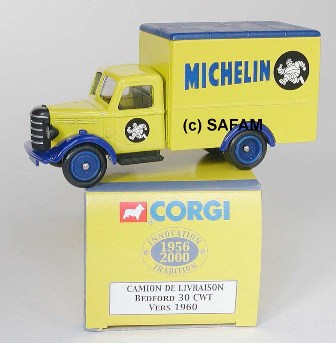 MICHELIN
(c) SAFAM
CORGI
INNOVATION
1956
2000
TRADITION
CAMION DE LIVRAISON
BEDFORD 30 CWT
VERS 1960